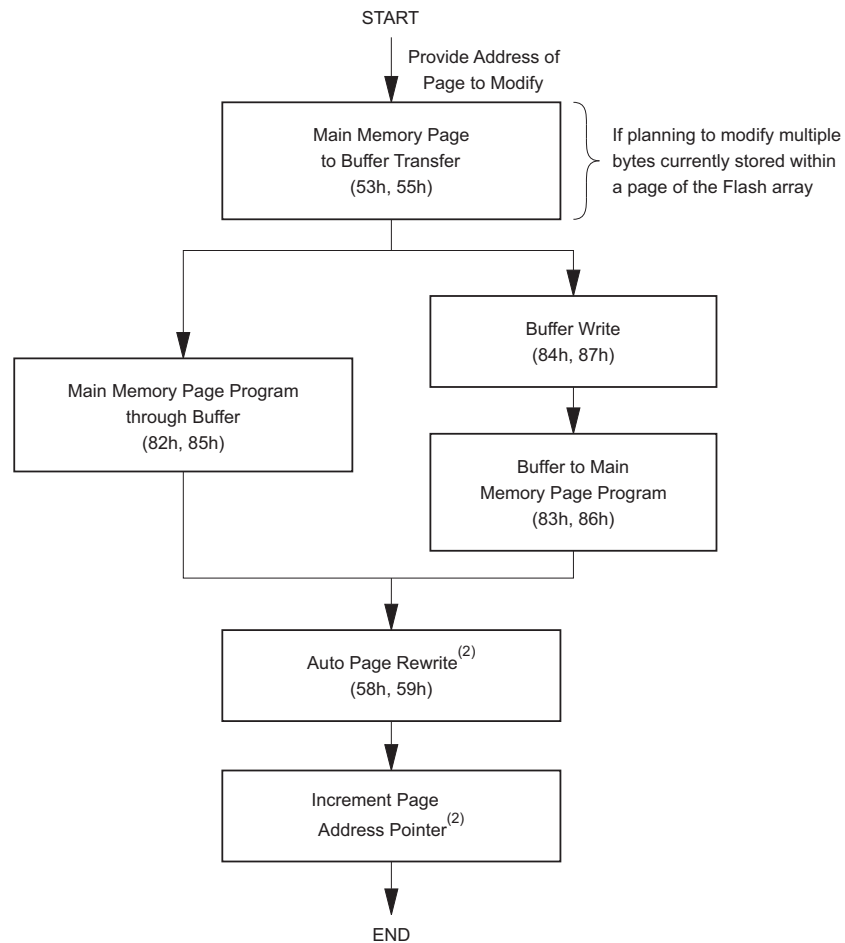 START
Provide Address of
Page to Modify
Main Memory Page
to Buffer Transfer
(53h, 55h)
If planning to modify multiple
bytes currently stored within
a page of the Flash array
Buffer Write
(84h, 87h)
Main Memory Page Program
through Buffer
(82h, 85h)
Buffer to Main
Memory Page Program
(83h, 86h)
Auto Page Rewrite(2)
(58h, 59h)
Increment Page
Address Pointer(2)
END